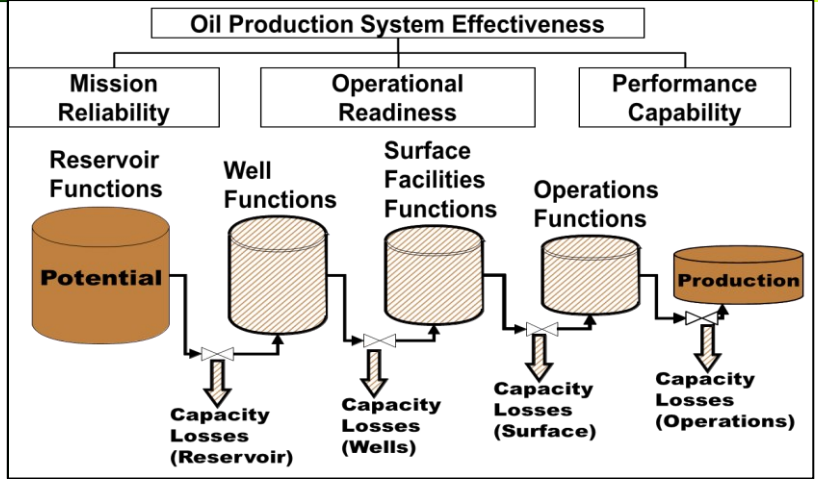 Oil Production System Effectiveness
Mission
Reliability
Operational
Readiness
Performance
Capability
Reservoir
Functions
Well
Functions
Surface
Facilities
Functions
Operations
Functions
Potential
Production
Capacity
Losses
(Reservoir)
Capacity
Losses
(Wells)
Capacity
Losses
(Surface)
Capacity
Losses
(Operations)